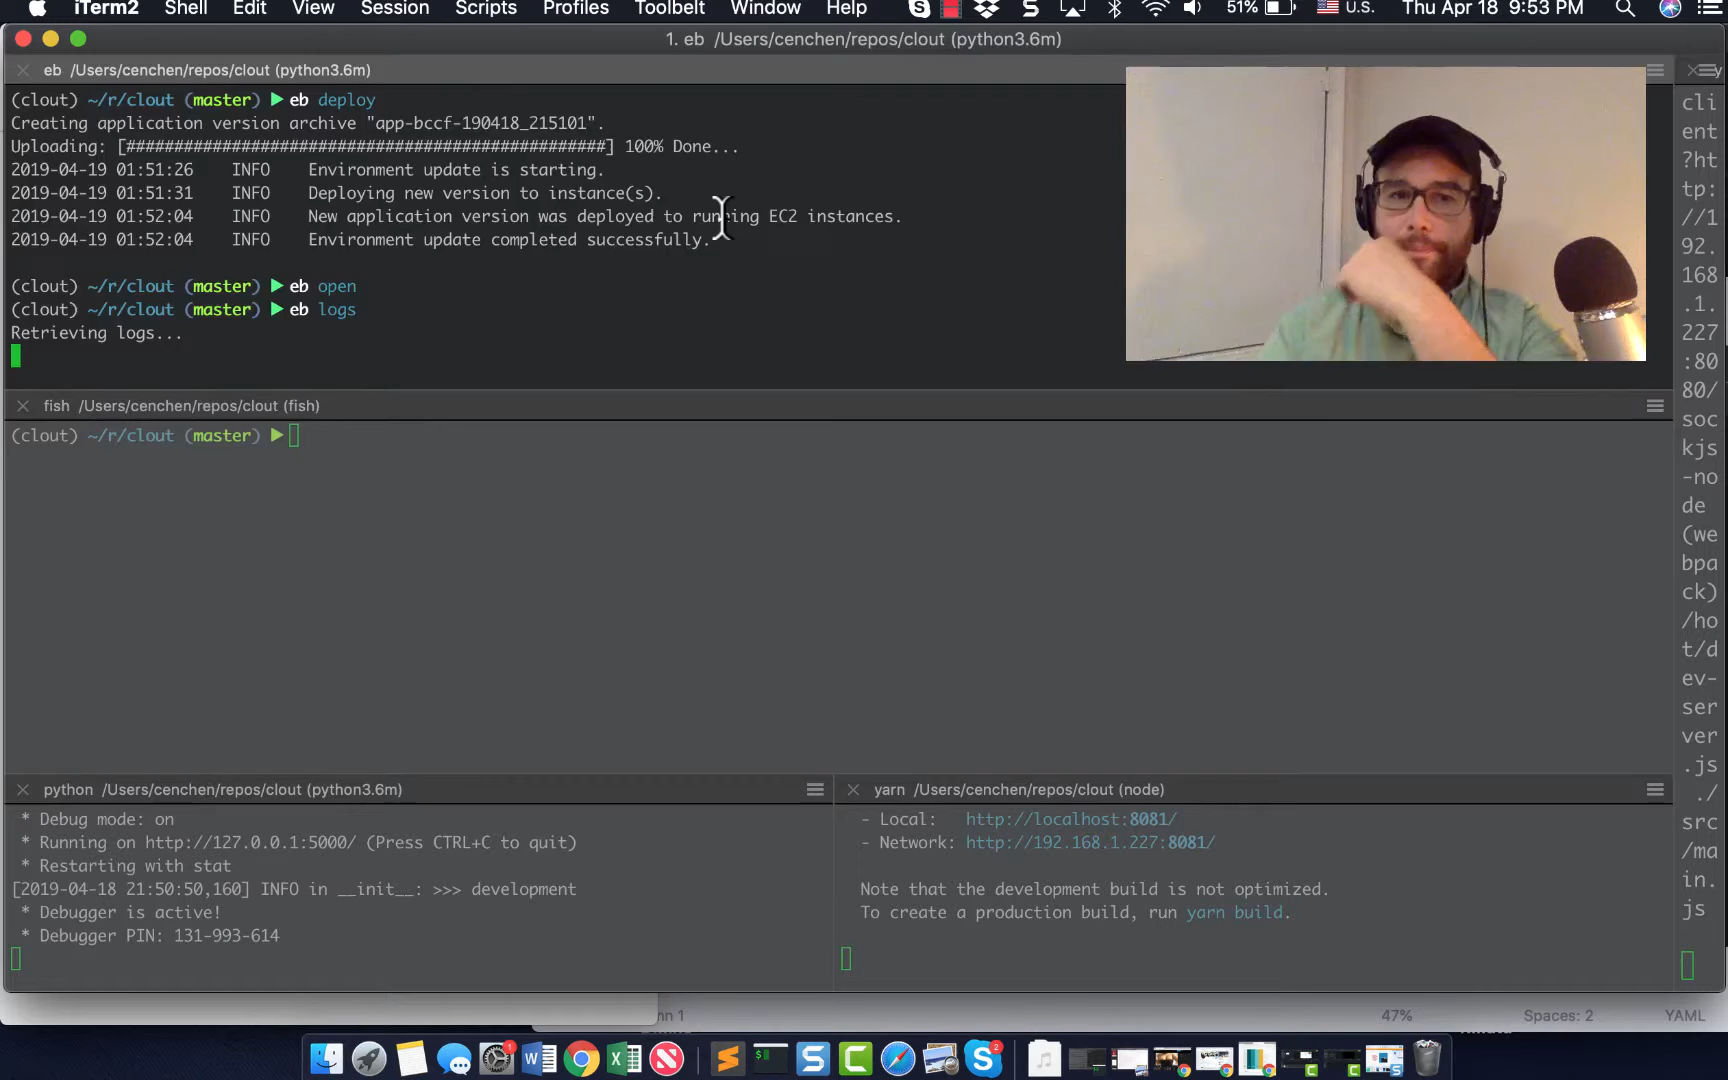 iTerm2 Shell Edit View Session Scripts Profiles Toolbelt Window Help 51% U.S. Thu Apr 18 9:53 PM
1. eb /Users/cenchen/repos/clout (python3.6m)
eb /Users/cenchen/repos/clout (python3.6m)
(clout) ~/r/clout (master) ▶ eb deploy
Creating application version archive "app-bccf-190418_215101".
Uploading: [##################################################] 100% Done...
2019-04-19 01:51:26 INFO Environment update is starting.
2019-04-19 01:51:31 INFO Deploying new version to instance(s).
2019-04-19 01:52:04 INFO New application version was deployed to running EC2 instances.
2019-04-19 01:52:04 INFO Environment update completed successfully.
(clout) ~/r/clout (master) ▶ eb open
(clout) ~/r/clout (master) ▶ eb logs
Retrieving logs...
fish /Users/cenchen/repos/clout (fish)
(clout) ~/r/clout (master) ▶
python /Users/cenchen/repos/clout (python3.6m)
* Debug mode: on
* Running on http://127.0.0.1:5000/ (Press CTRL+C to quit)
* Restarting with stat
[2019-04-18 21:50:50,160] INFO in __init__: >>> development
* Debugger is active!
* Debugger PIN: 131-993-614
yarn /Users/cenchen/repos/clout (node)
- Local: http://localhost:8081/
- Network: http://192.168.1.227:8081/
Note that the development build is not optimized.
To create a production build, run yarn build.
y
cli
ent
?ht
tp:
//1
92.
168
.1.
227
:80
80/
soc
kjs
-no
de
(we
bpa
ck)
/ho
t/d
ev-
ser
ver
.js
./
src
/ma
in.
js
mn 1
47% Spaces: 2 YAML